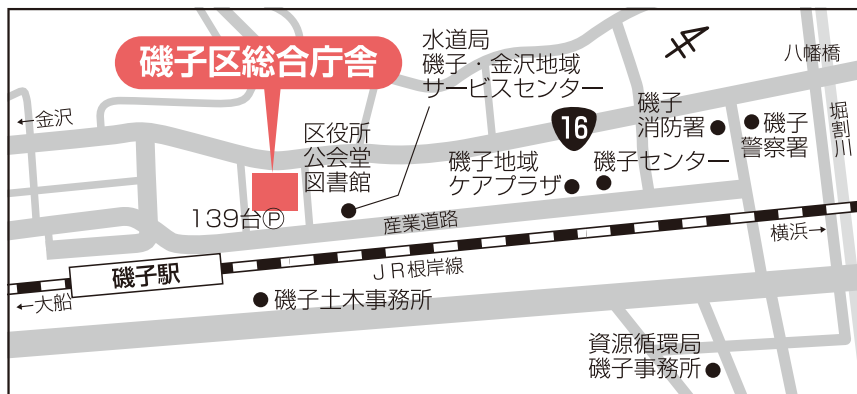 磯子区総合庁舎
水道局
磯子・金沢地域
サービスセンター
八幡橋
←金沢
区役所
公会堂
図書館
16
磯子
消防署
磯子
警察署
堀割川
磯子地域
ケアプラザ
磯子センター
139台Ⓟ
産業道路
横浜→
磯子駅
JR根岸線
←大船
磯子土木事務所
資源循環局
磯子事務所